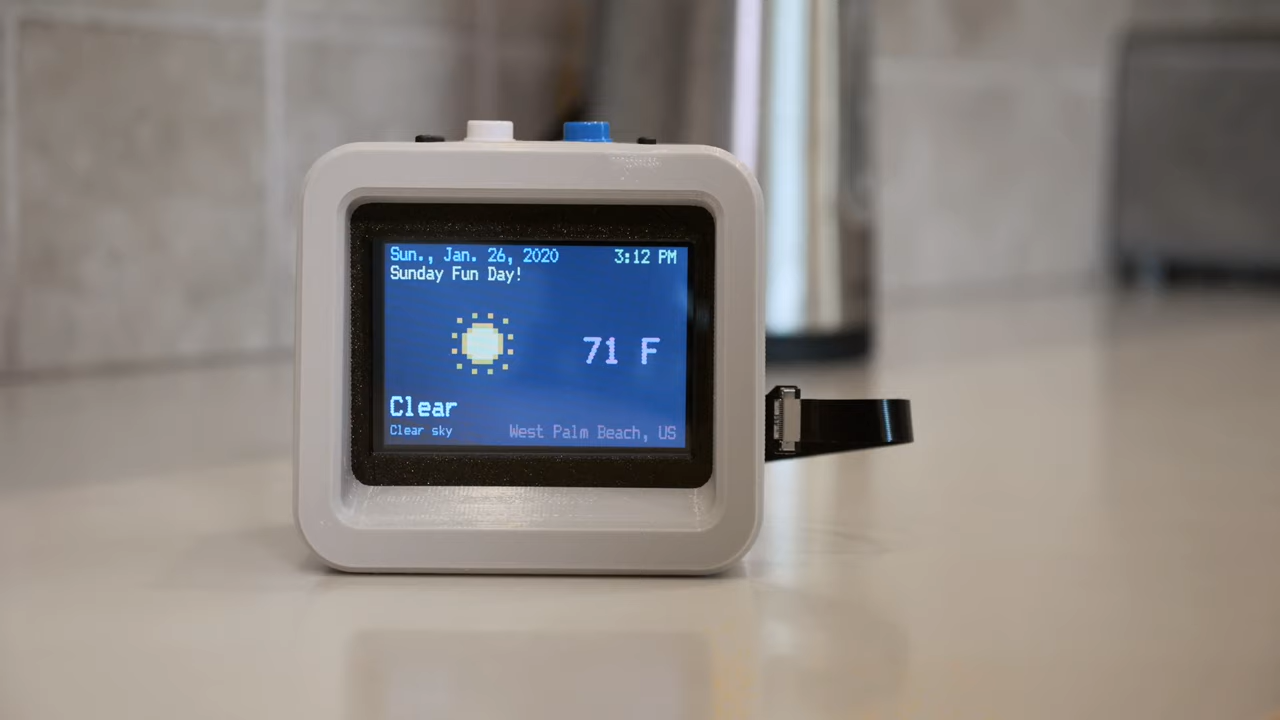 Sun., Jan. 26, 2020 3:12 PM
Sunday Fun Day!
71 F
Clear
Clear sky West Palm Beach, US